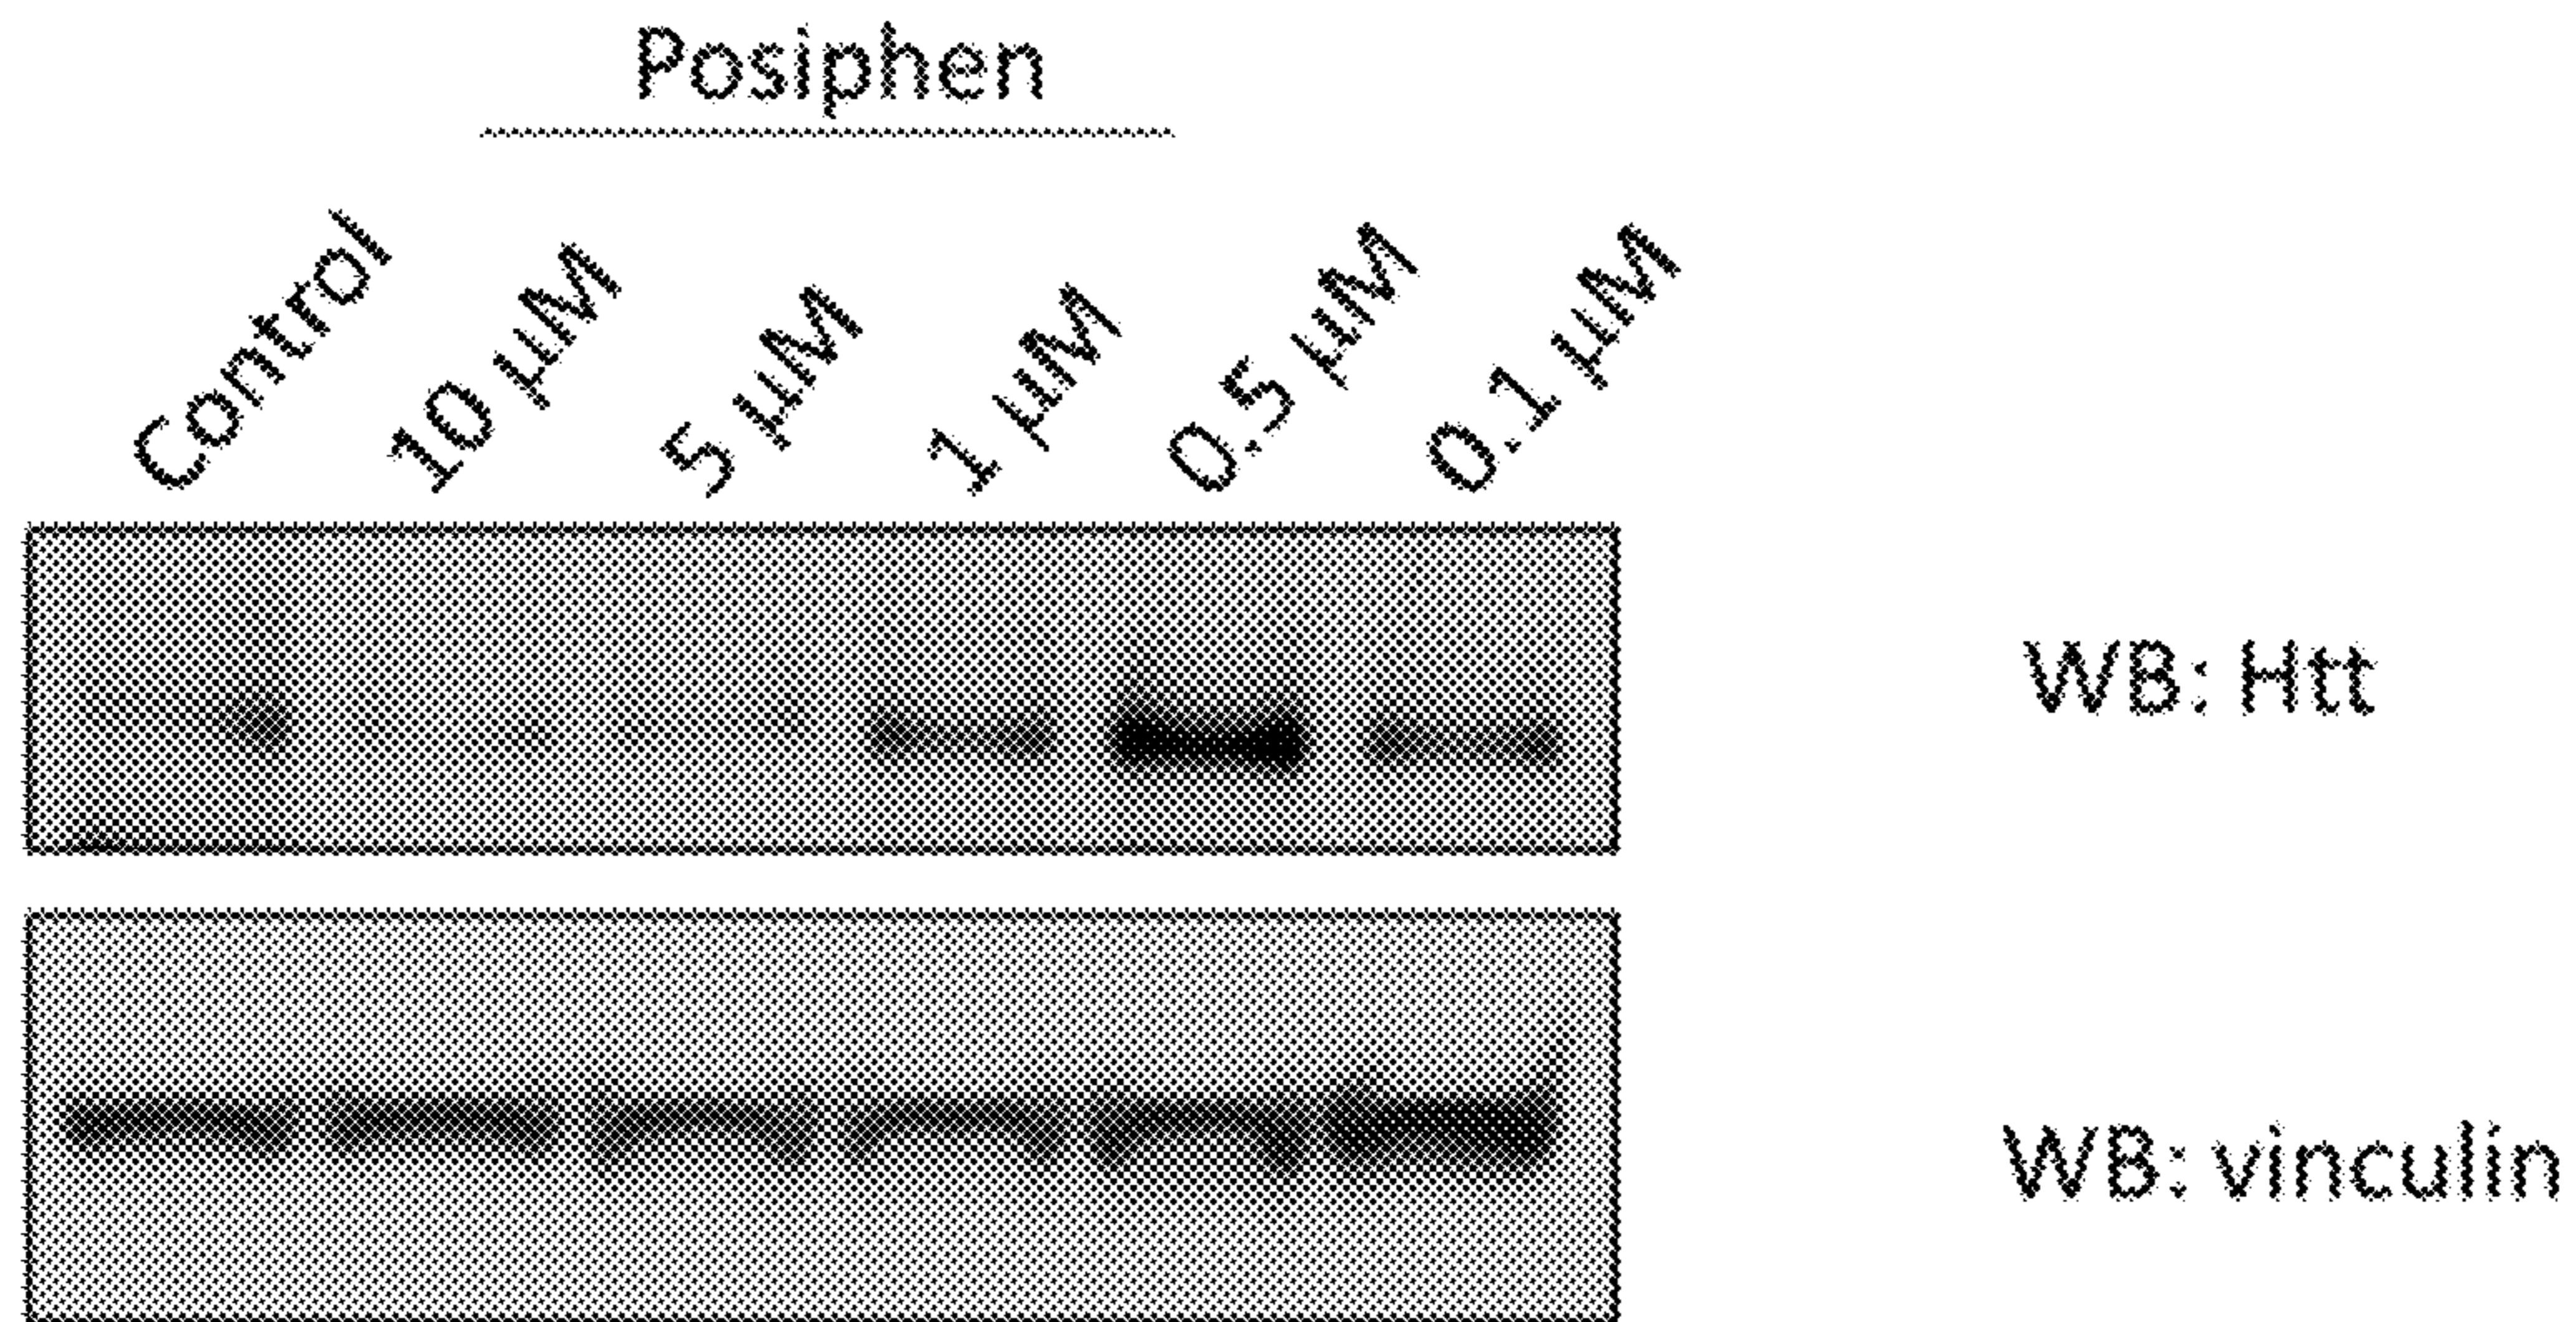 Posiphen
Control
10 µM
5 µM
1 µM
0.5 µM
0.1 µM
WB: Htt
WB: vinculin